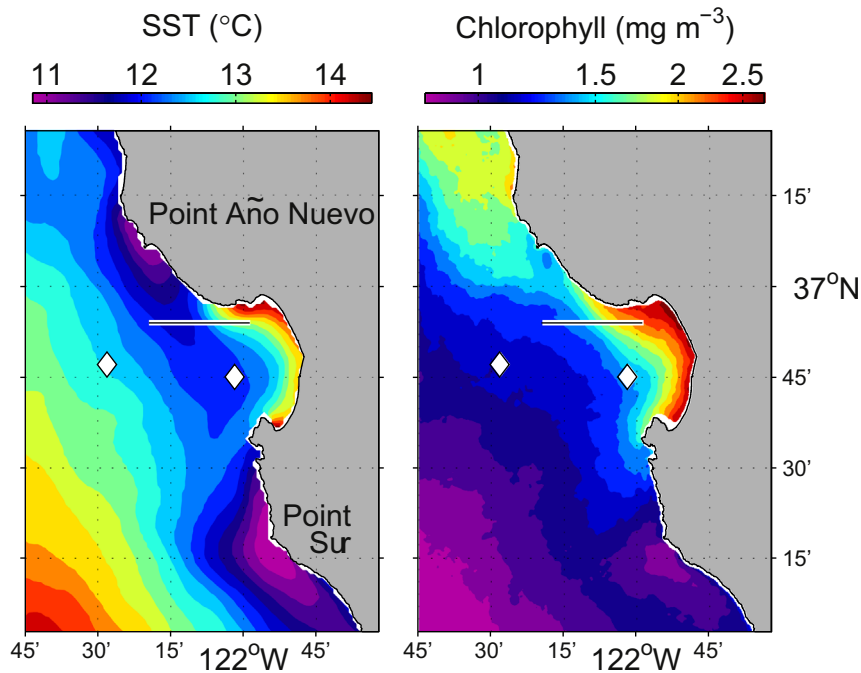 SST (°C)
11 12 13 14
Chlorophyll (mg m⁻³)
1 1.5 2 2.5
Point Año Nuevo
Point
Sur
15'
37°N
45'
30'
15'
45' 30' 15' 122°W 45'
45' 30' 15' 122°W 45'